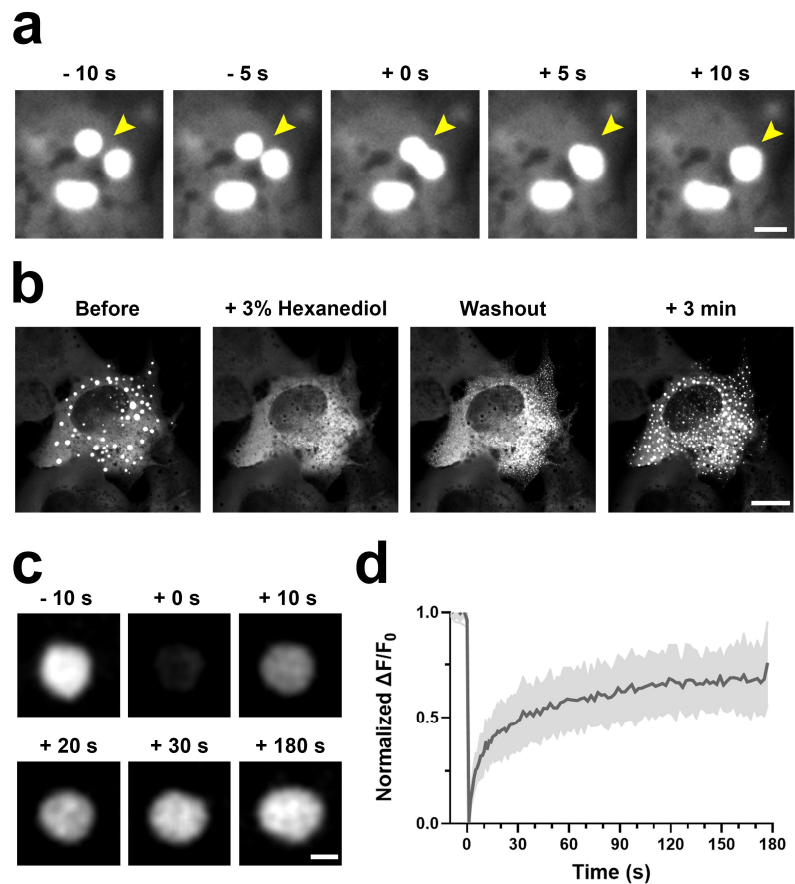 a
- 10 s
- 5 s
+ 0 s
+ 5 s
+ 10 s
b
Before
+ 3% Hexanediol
Washout
+ 3 min
c
- 10 s
+ 0 s
+ 10 s
+ 20 s
+ 30 s
+ 180 s
d
Normalized ΔF/F₀
1.0
0.5
0.0
0
30
60
90
120
150
180
Time (s)